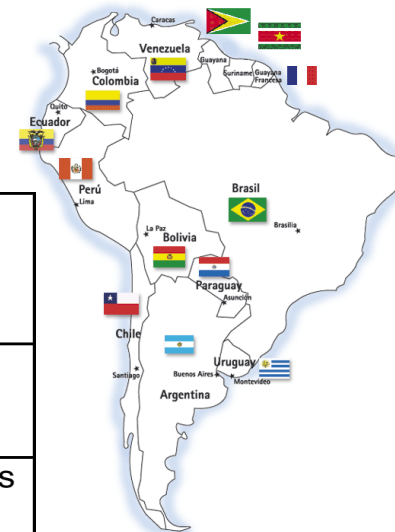 Caracas
Venezuela
Guayana
Suriname
Guayana
Francesa
Bogotá
Colombia
Quito
Ecuador
Perú
Lima
Brasil
Brasilia
La Paz
Bolivia
Paraguay
Asunción
Chile
Santiago
Uruguay
Buenos Aires
Montevideo
Argentina
s